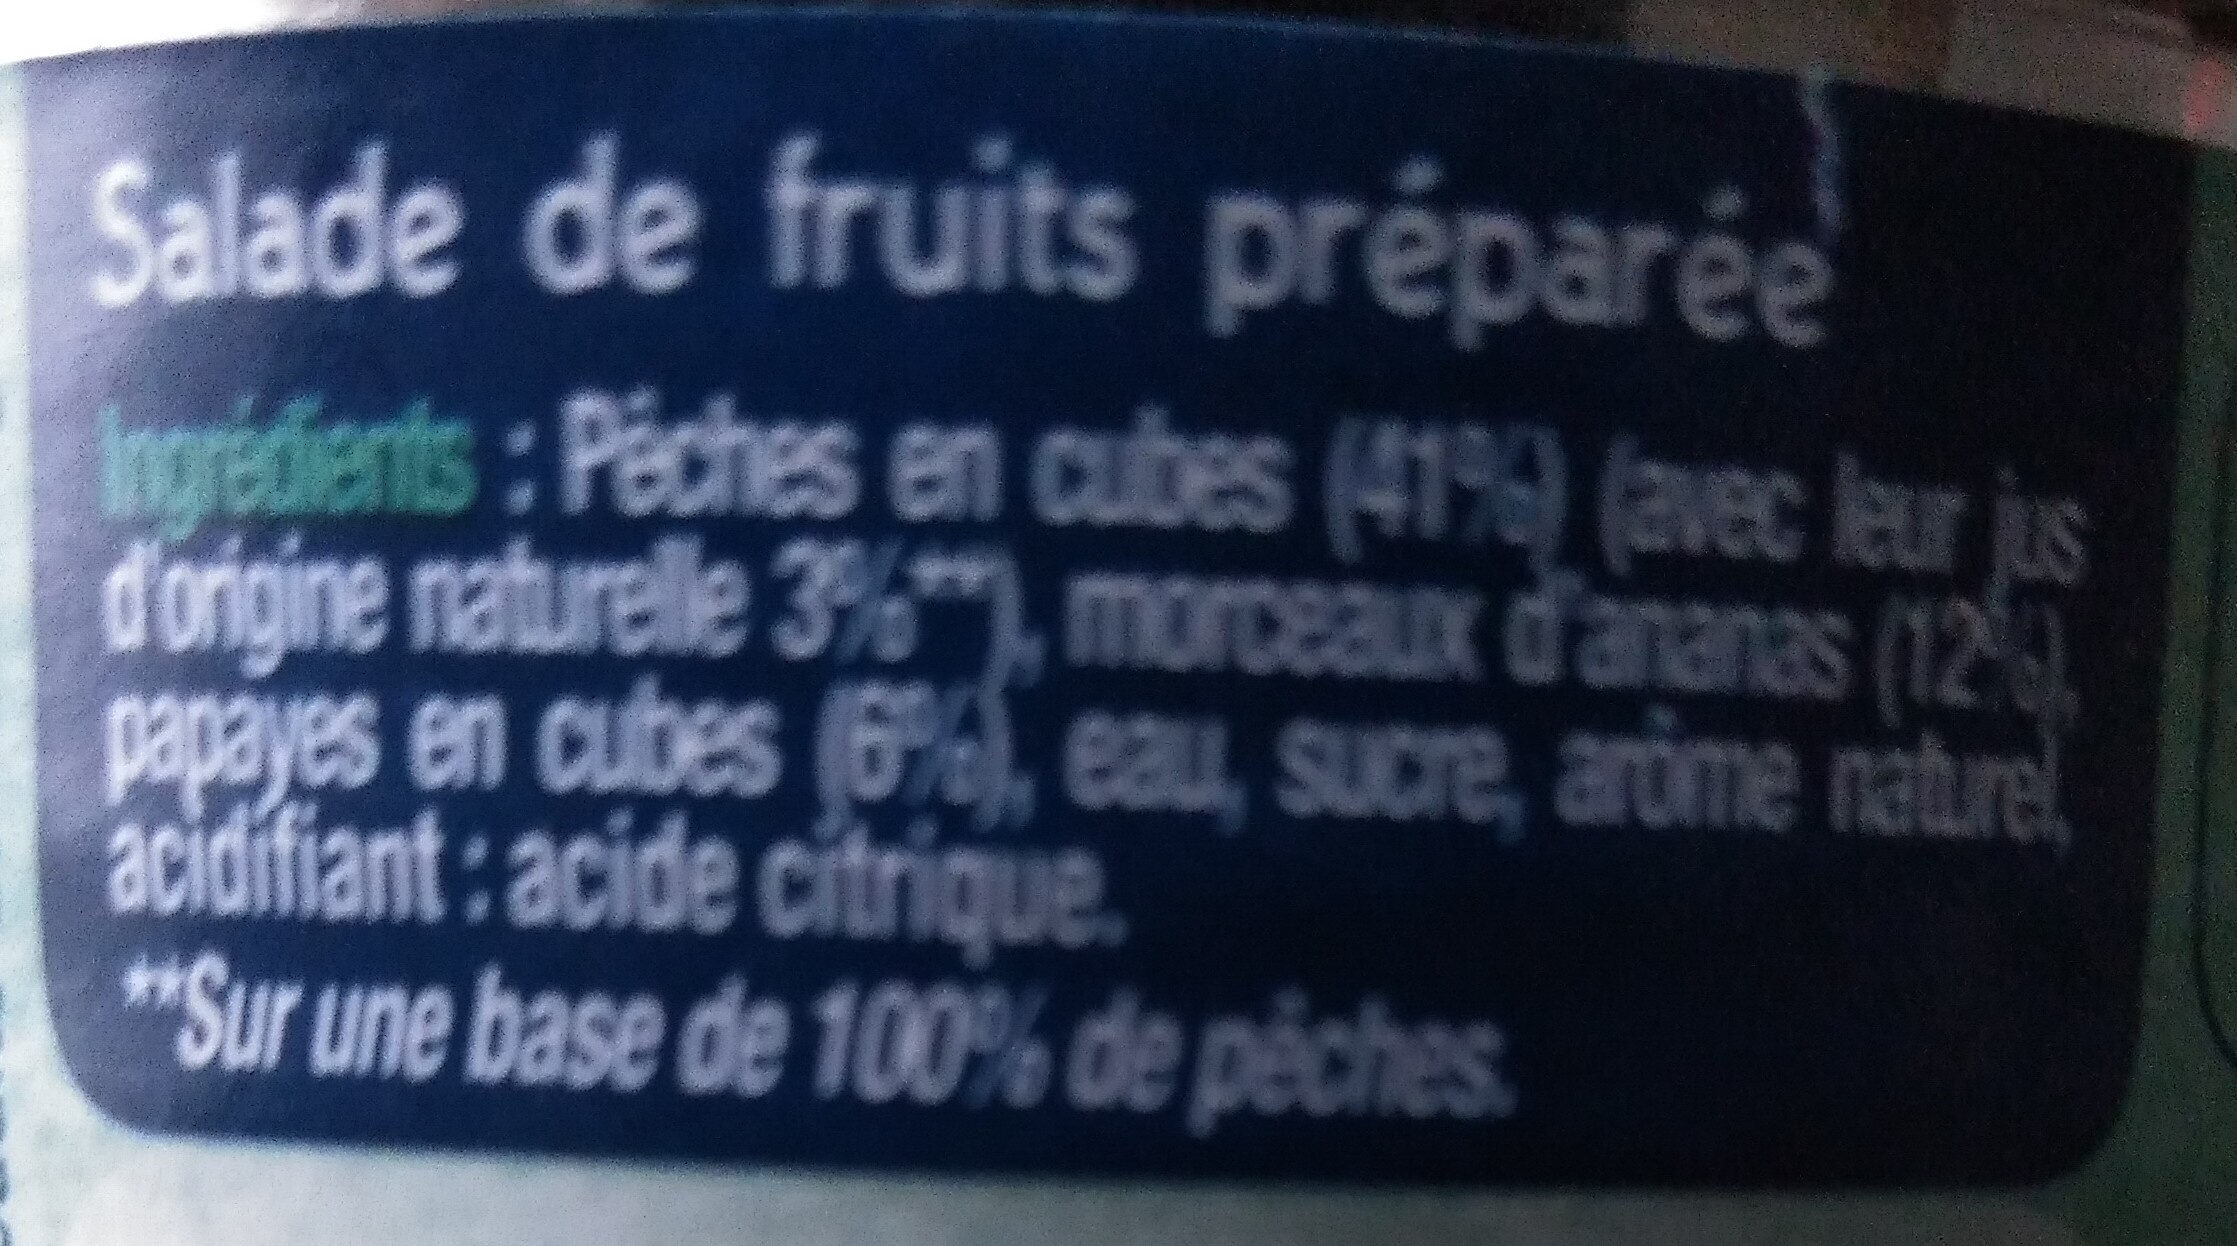 Salade de fruits préparée
Ingrédients : Pêches en cubes (41%) (avec leur jus
d'origine naturelle 3%**), morceaux d'ananas (12%),
papayes en cubes (6%), eau, sucre, arôme naturel,
acidifiant : acide citrique.
**Sur une base de 100% de pêches.